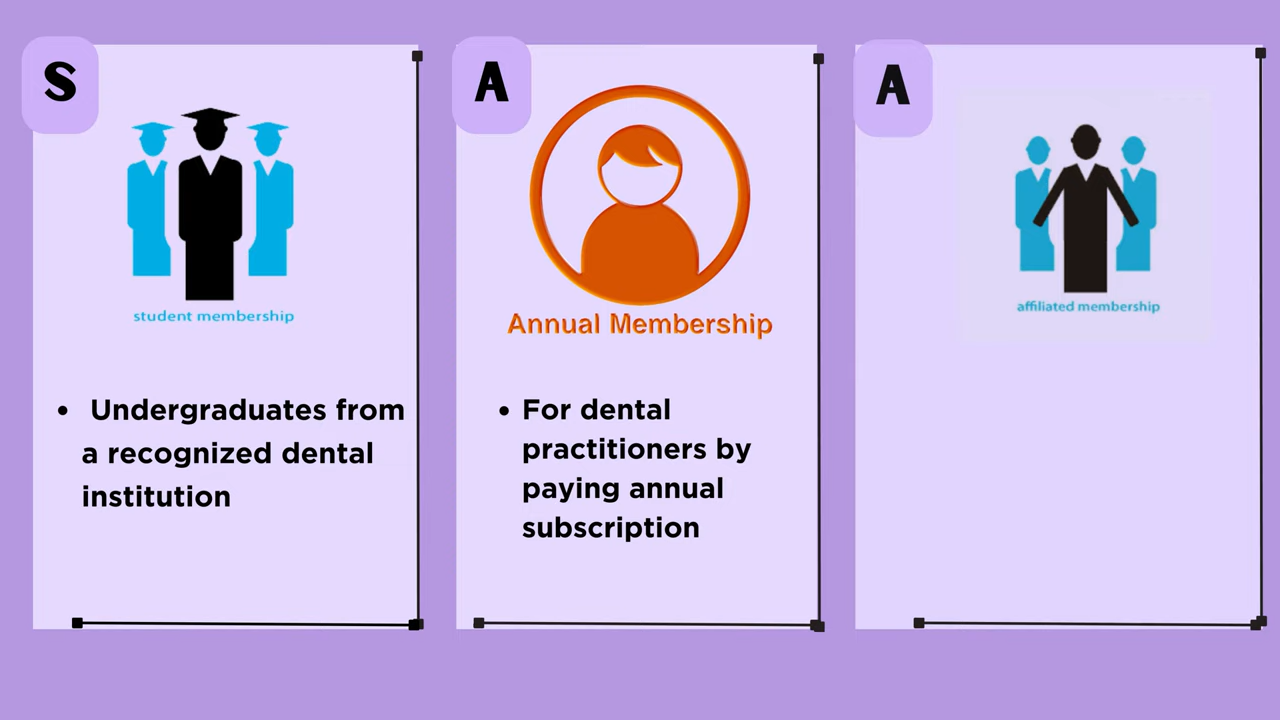 S
student membership
• Undergraduates from
a recognized dental
institution
A
Annual Membership
• For dental
practitioners by
paying annual
subscription
A
affiliated membership